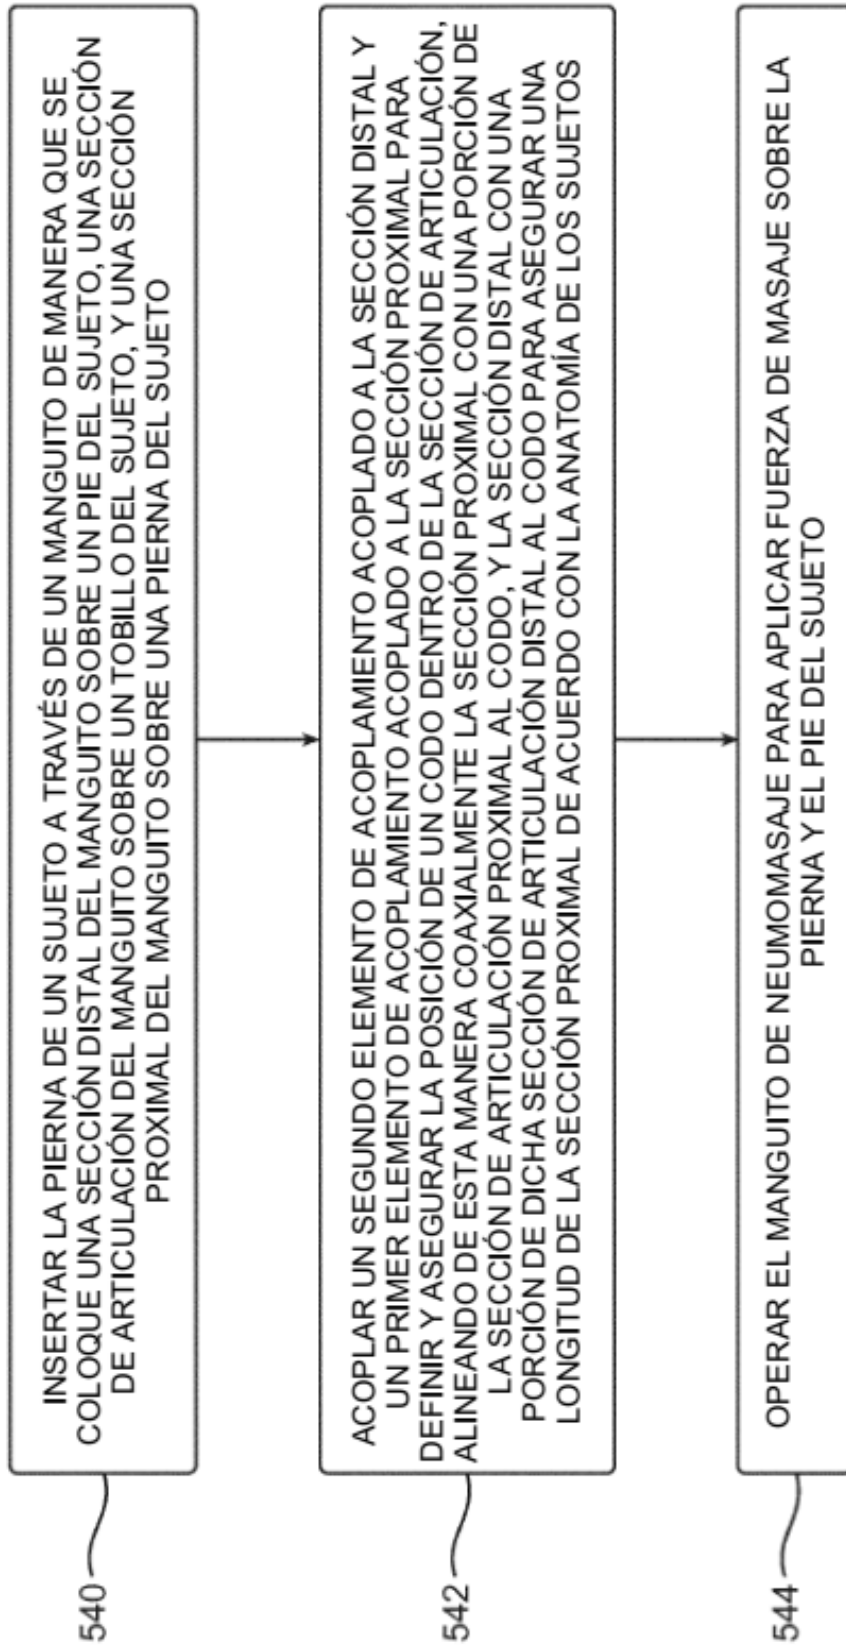 INSERTAR LA PIERNA DE UN SUJETO A TRAVÉS DE UN MANGUITO DE MANERA QUE SE
COLOQUE UNA SECCIÓN DISTAL DEL MANGUITO SOBRE UN PIE DEL SUJETO, UNA SECCIÓN
DE ARTICULACIÓN DEL MANGUITO SOBRE UN TOBILLO DEL SUJETO, Y UNA SECCIÓN
PROXIMAL DEL MANGUITO SOBRE UNA PIERNA DEL SUJETO
540
ACOPLAR UN SEGUNDO ELEMENTO DE ACOPLAMIENTO ACOPLADO A LA SECCIÓN DISTAL Y
UN PRIMER ELEMENTO DE ACOPLAMIENTO ACOPLADO A LA SECCIÓN PROXIMAL PARA
DEFINIR Y ASEGURAR LA POSICIÓN DE UN CODO DENTRO DE LA SECCIÓN DE ARTICULACIÓN,
ALINEANDO DE ESTA MANERA COAXIALMENTE LA SECCIÓN PROXIMAL CON UNA PORCIÓN DE
LA SECCIÓN DE ARTICULACIÓN PROXIMAL AL CODO, Y LA SECCIÓN DISTAL CON UNA
PORCIÓN DE DICHA SECCIÓN DE ARTICULACIÓN DISTAL AL CODO PARA ASEGURAR UNA
LONGITUD DE LA SECCIÓN PROXIMAL DE ACUERDO CON LA ANATOMÍA DE LOS SUJETOS
542
OPERAR EL MANGUITO DE NEUMOMASAJE PARA APLICAR FUERZA DE MASAJE SOBRE LA
PIERNA Y EL PIE DEL SUJETO
544